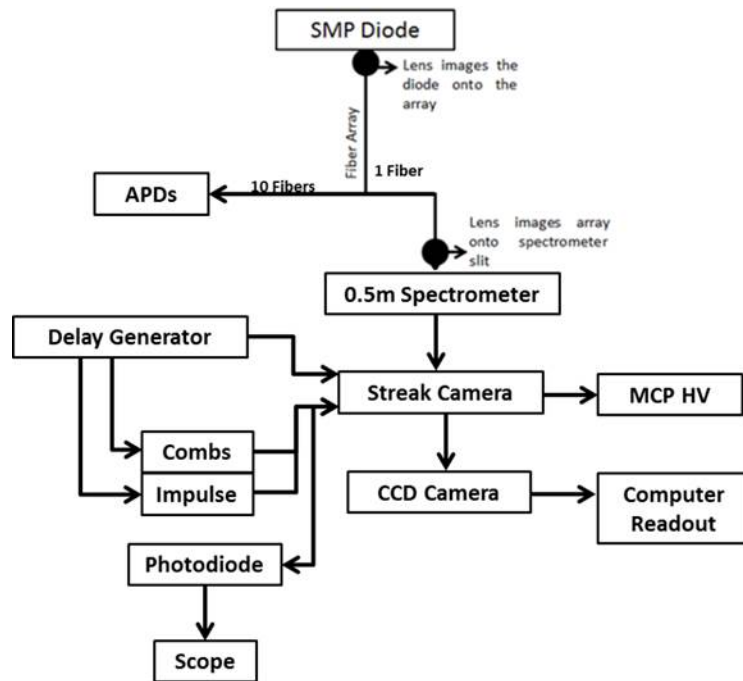 SMP Diode
Lens images the
diode onto the
array
Fiber Array
1 Fiber
10 Fibers
APDs
Lens images array
onto spectrometer
slit
0.5m Spectrometer
Delay Generator
Streak Camera
MCP HV
Combs
Impulse
CCD Camera
Computer
Readout
Photodiode
Scope